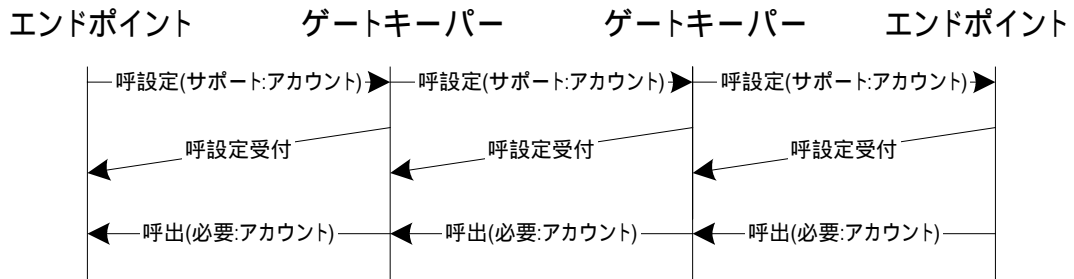 エンドポイント ゲートキーパー ゲートキーパー エンドポイント
呼設定(サポート:アカウント) 呼設定(サポート:アカウント) 呼設定(サポート:アカウント)
呼設定受付 呼設定受付 呼設定受付
呼出(必要:アカウント) 呼出(必要:アカウント) 呼出(必要:アカウント)